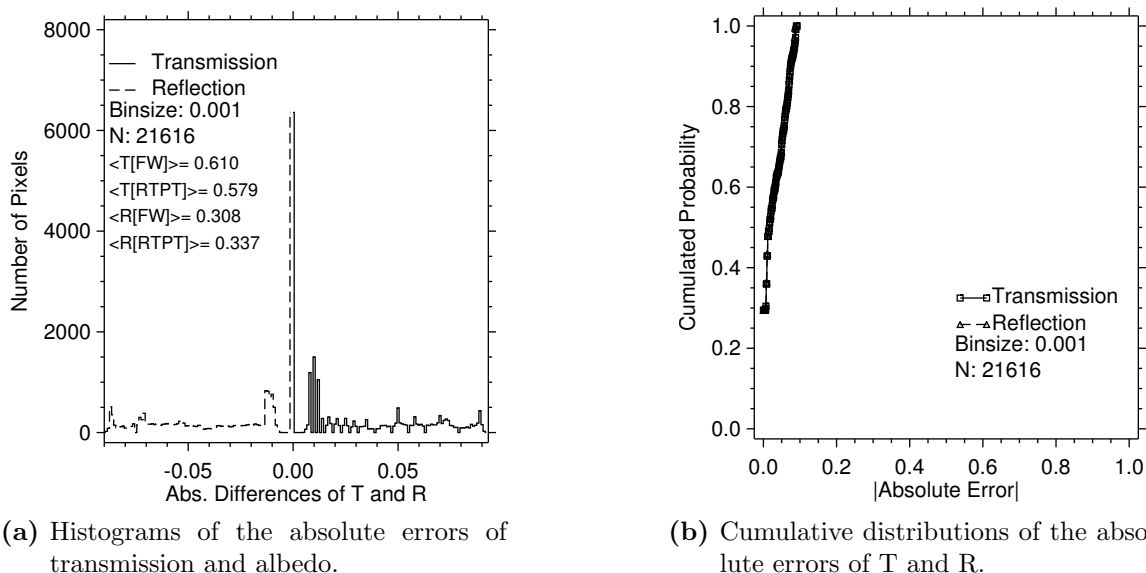 8000
6000
4000
2000
0
Number of Pixels
Transmission
Reflection
Binsize: 0.001
N: 21616
<T[FW]>= 0.610
<T[RTPT]>= 0.579
<R[FW]>= 0.308
<R[RTPT]>= 0.337
-0.05 0.00 0.05
Abs. Differences of T and R
(a) Histograms of the absolute errors of
transmission and albedo.
1.0
0.8
0.6
0.4
0.2
0.0
Cumulated Probability
Transmission
Reflection
Binsize: 0.001
N: 21616
0.0 0.2 0.4 0.6 0.8 1.0
|Absolute Error|
(b) Cumulative distributions of the abso-
lute errors of T and R.